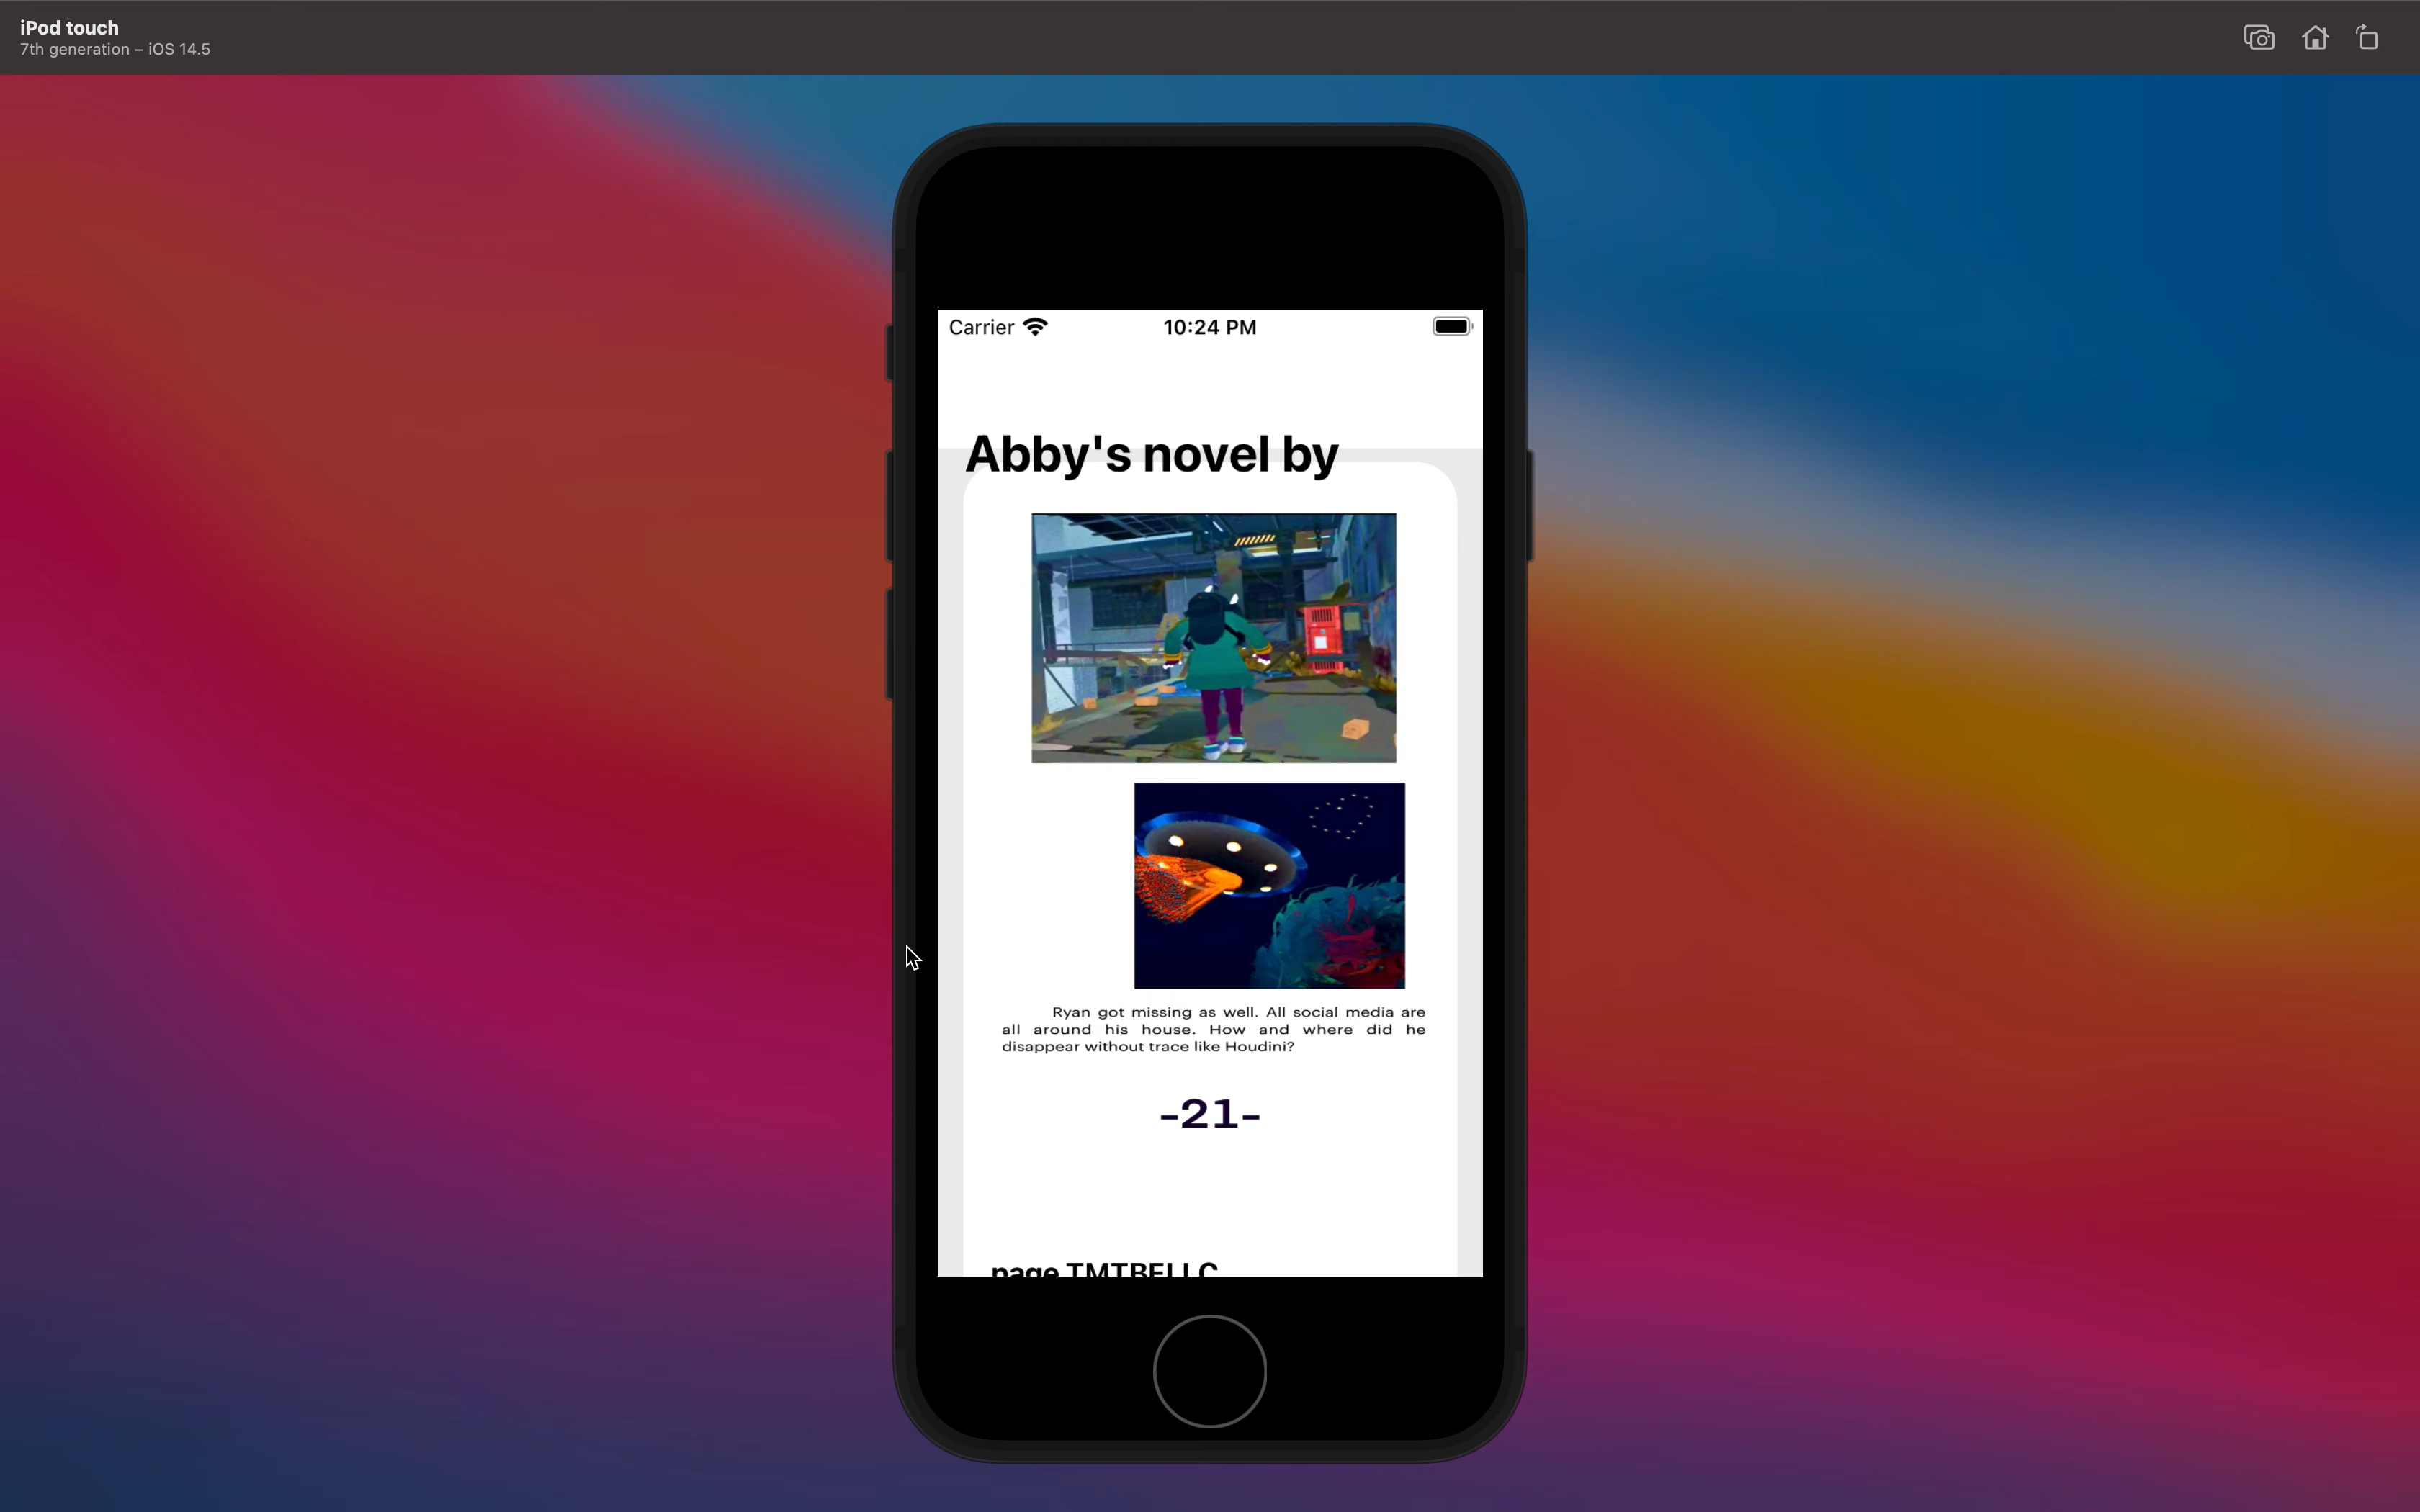 iPod touch
7th generation – iOS 14.5
Carrier 10:24 PM
Abby's novel by
Ryan got missing as well. All social media are
all around his house. How and where did he
disappear without trace like Houdini?
-21-
page TMTBELLC